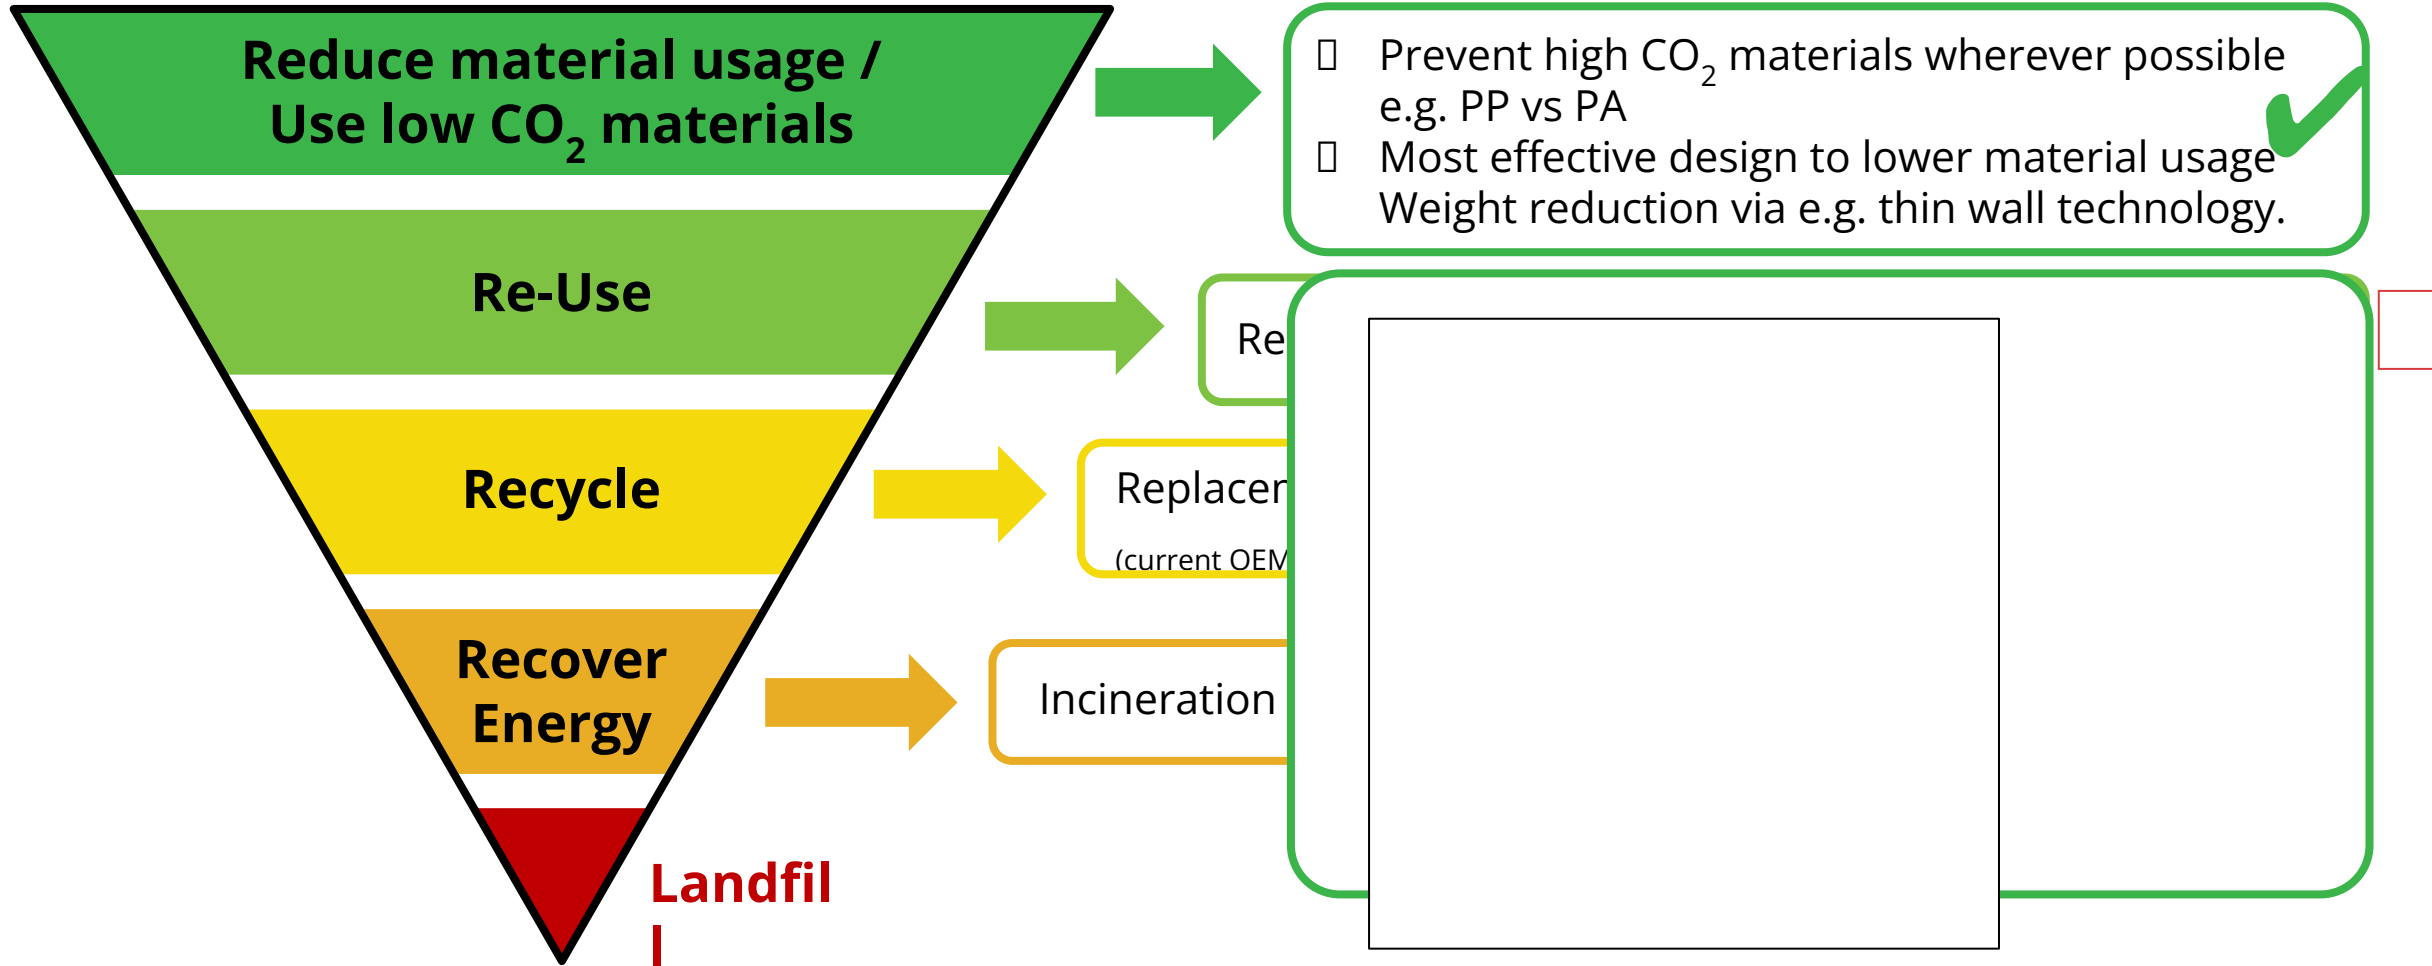 Reduce material usage /
Use low CO₂ materials
Prevent high CO₂ materials wherever possible
e.g. PP vs PA
Most effective design to lower material usage
Weight reduction via e.g. thin wall technology.
Re-Use
Re
Recycle
Replacem
(current OEM
Recover
Energy
Incineration
Landfil
l